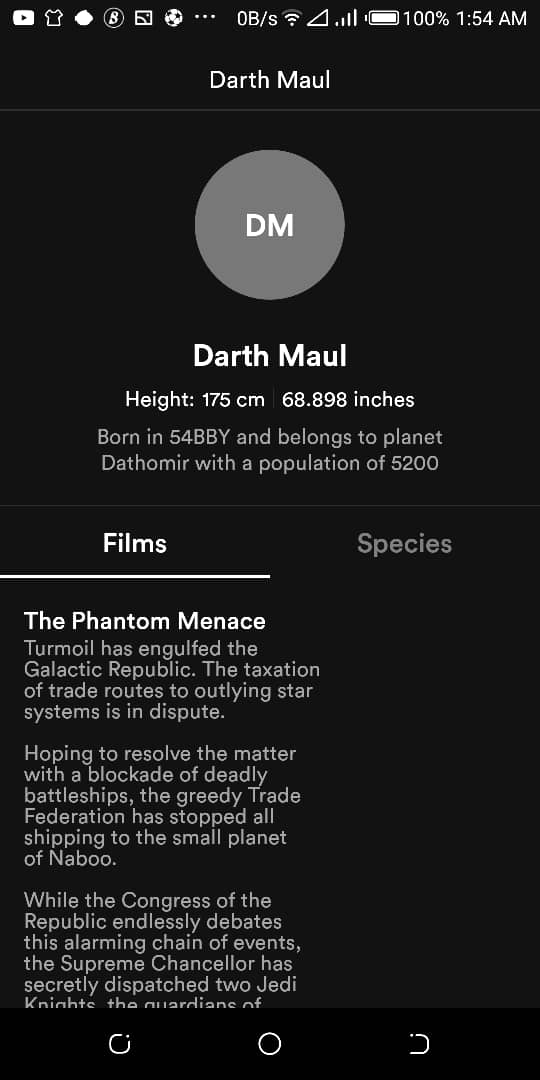 0B/s 100% 1:54 AM
Darth Maul
DM
Darth Maul
Height: 175 cm 68.898 inches
Born in 54BBY and belongs to planet
Dathomir with a population of 5200
Films Species
The Phantom Menace
Turmoil has engulfed the
Galactic Republic. The taxation
of trade routes to outlying star
systems is in dispute.
Hoping to resolve the matter
with a blockade of deadly
battleships, the greedy Trade
Federation has stopped all
shipping to the small planet
of Naboo.
While the Congress of the
Republic endlessly debates
this alarming chain of events,
the Supreme Chancellor has
secretly dispatched two Jedi
Knights, the guardians of